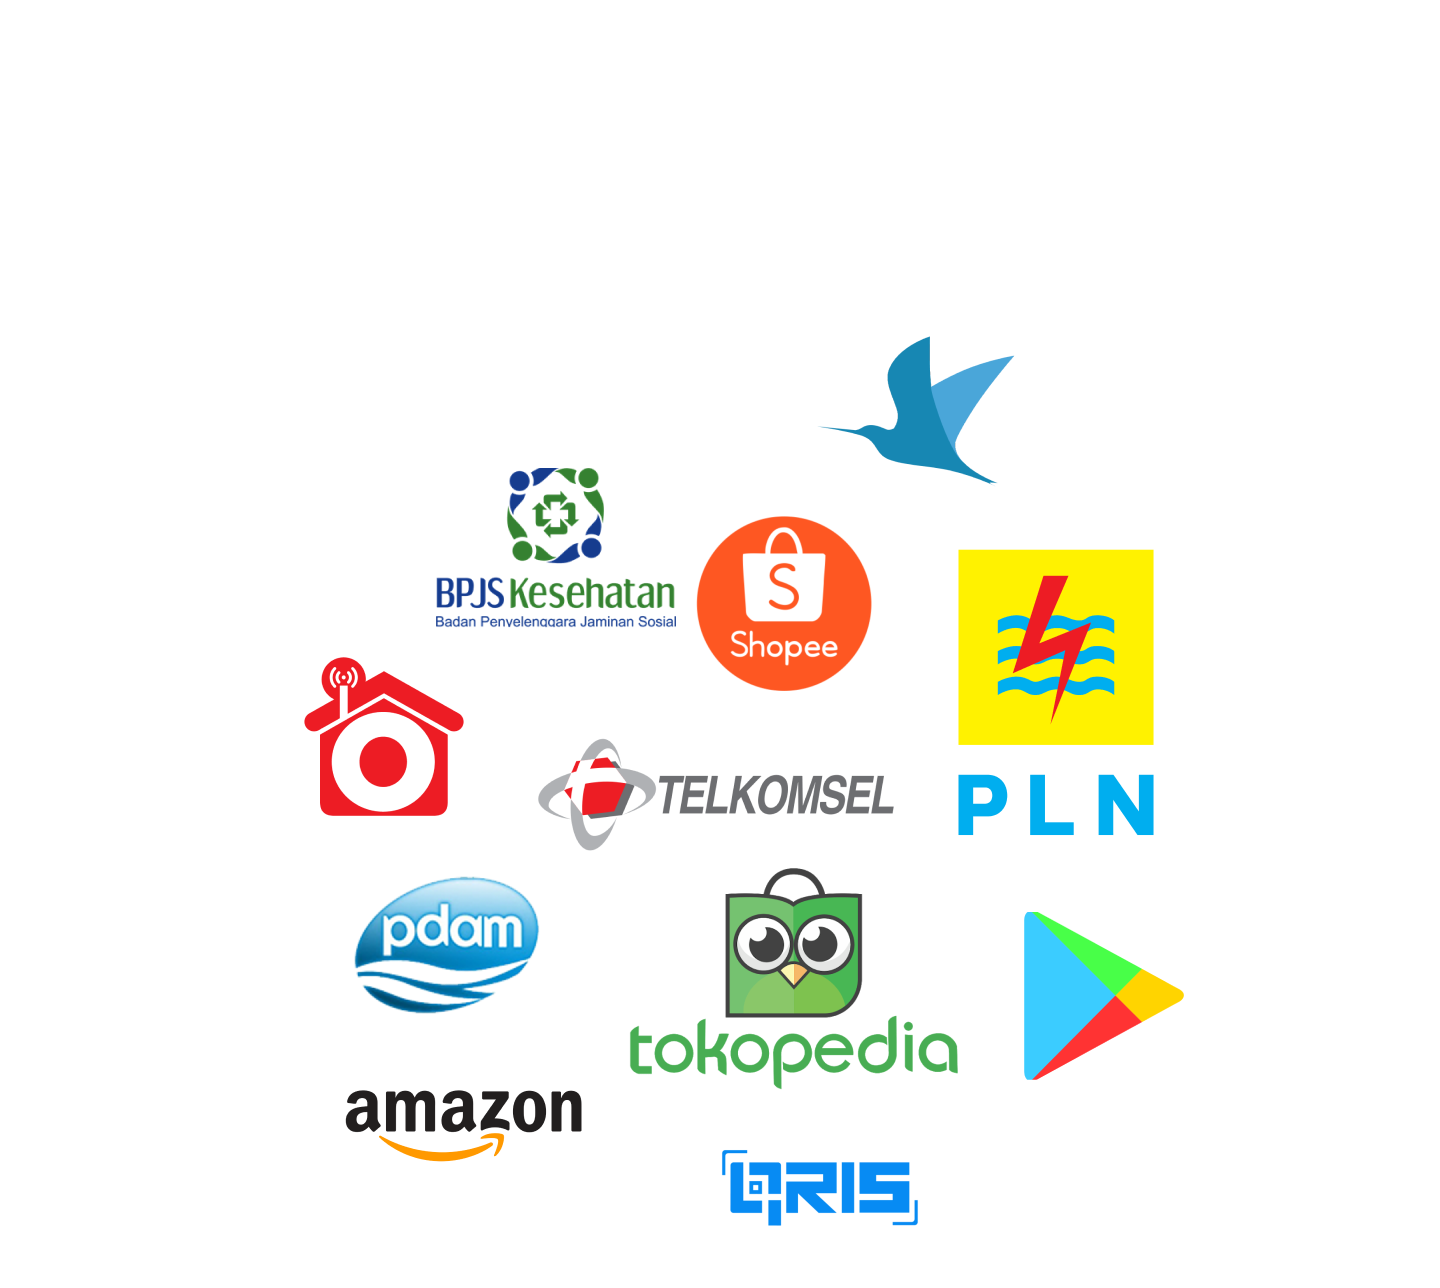 BPJS Kesehatan
Badan Penyelenggara Jaminan Sosial
S
Shopee
TELKOMSEL
PLN
pdam
tokopedia
amazon
QRIS